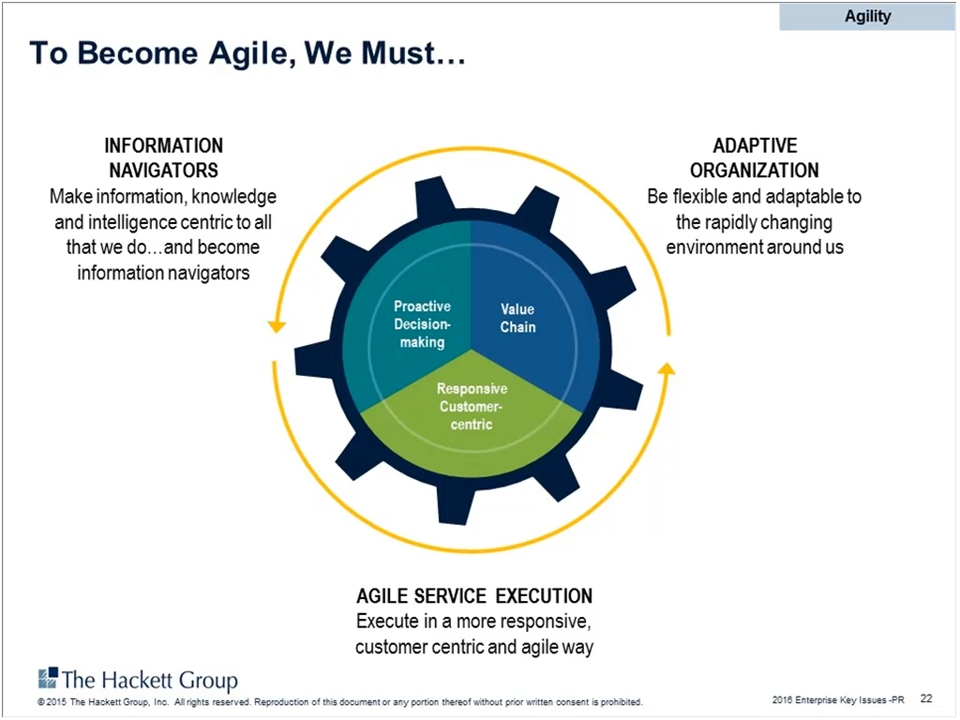 Agility
To Become Agile, We Must…
INFORMATION
NAVIGATORS
Make information, knowledge
and intelligence centric to all
that we do…and become
information navigators
ADAPTIVE
ORGANIZATION
Be flexible and adaptable to
the rapidly changing
environment around us
Proactive
Decision-
making
Value
Chain
Responsive
Customer-
centric
AGILE SERVICE EXECUTION
Execute in a more responsive,
customer centric and agile way
The Hackett Group
© 2015 The Hackett Group, Inc. All rights reserved. Reproduction of this document or any portion thereof without prior written consent is prohibited.
2016 Enterprise Key Issues -PR 22